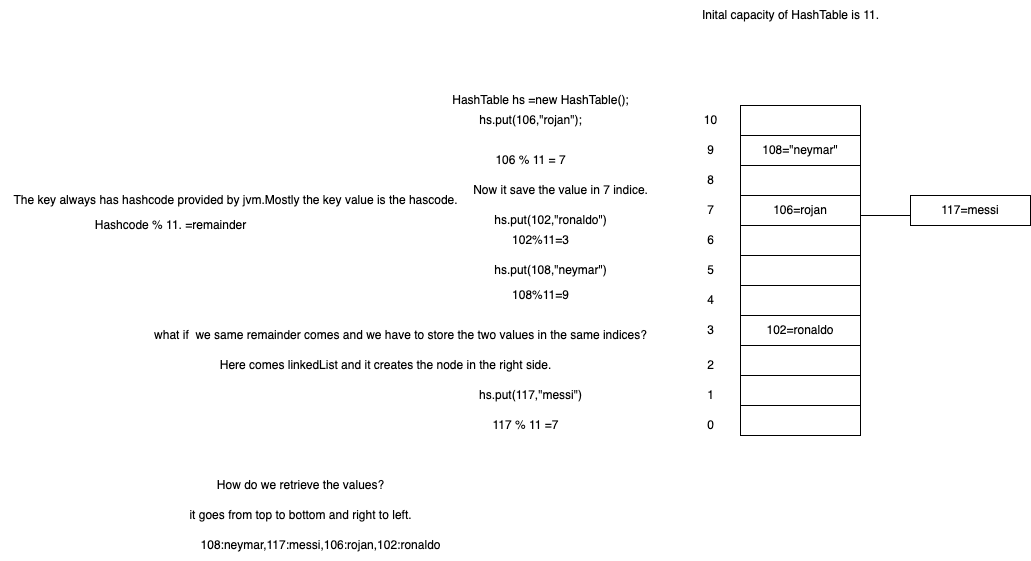 Inital capacity of HashTable is 11.
HashTable hs =new HashTable();
hs.put(106,"rojan");
106 % 11 = 7
Now it save the value in 7 indice.
The key always has hashcode provided by jvm.Mostly the key value is the hascode.
Hashcode % 11. =remainder
hs.put(102,"ronaldo")
102%11=3
hs.put(108,"neymar")
108%11=9
what if  we same remainder comes and we have to store the two values in the same indices?
Here comes linkedList and it creates the node in the right side.
hs.put(117,"messi")
117 % 11 =7
10
9 108="neymar"
8
7 106=rojan 117=messi
6
5
4
3 102=ronaldo
2
1
0
How do we retrieve the values?
it goes from top to bottom and right to left.
108:neymar,117:messi,106:rojan,102:ronaldo